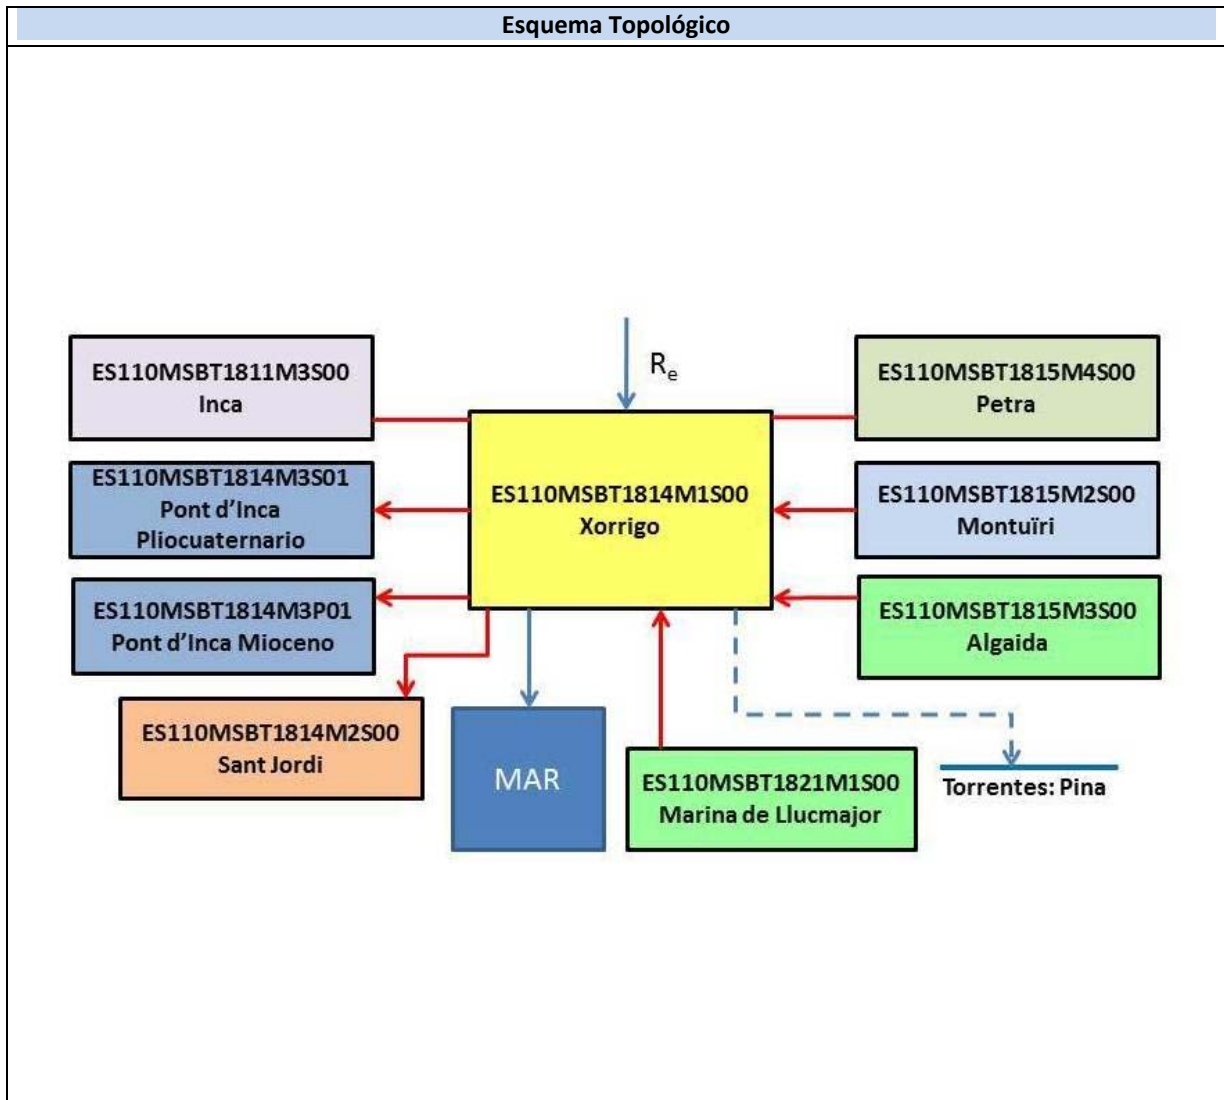 Esquema Topológico
R_e
ES110MSBT1811M3S00
Inca
ES110MSBT1814M3S01
Pont d'Inca
Pliocuaternario
ES110MSBT1814M3P01
Pont d'Inca Mioceno
ES110MSBT1814M2S00
Sant Jordi
ES110MSBT1814M1S00
Xorrigo
MAR
ES110MSBT1821M1S00
Marina de Llucmajor
ES110MSBT1815M4S00
Petra
ES110MSBT1815M2S00
Montuïri
ES110MSBT1815M3S00
Algaida
Torrentes: Pina